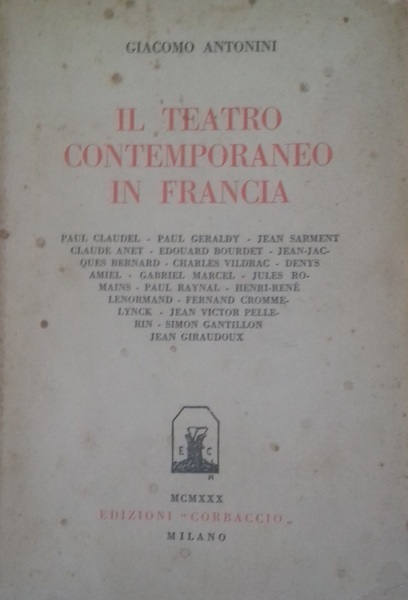 GIACOMO ANTONINI
IL TEATRO
CONTEMPORANEO
IN FRANCIA
PAUL CLAUDEL - PAUL GERALDY - JEAN SARMENT
CLAUDE ANET - EDOUARD BOURDET - JEAN-JAC-
QUES BERNARD - CHARLES VILDRAC - DENYS
AMIEL - GABRIEL MARCEL - JULES RO-
MAINS - PAUL RAYNAL - HENRI-RENÉ
LENORMAND - FERNAND CROMME-
LYNCK - JEAN VICTOR PELLE-
RIN - SIMON GANTILLON
JEAN GIRAUDOUX
E C
MCMXXX
EDIZIONI "CORBACCIO„
MILANO